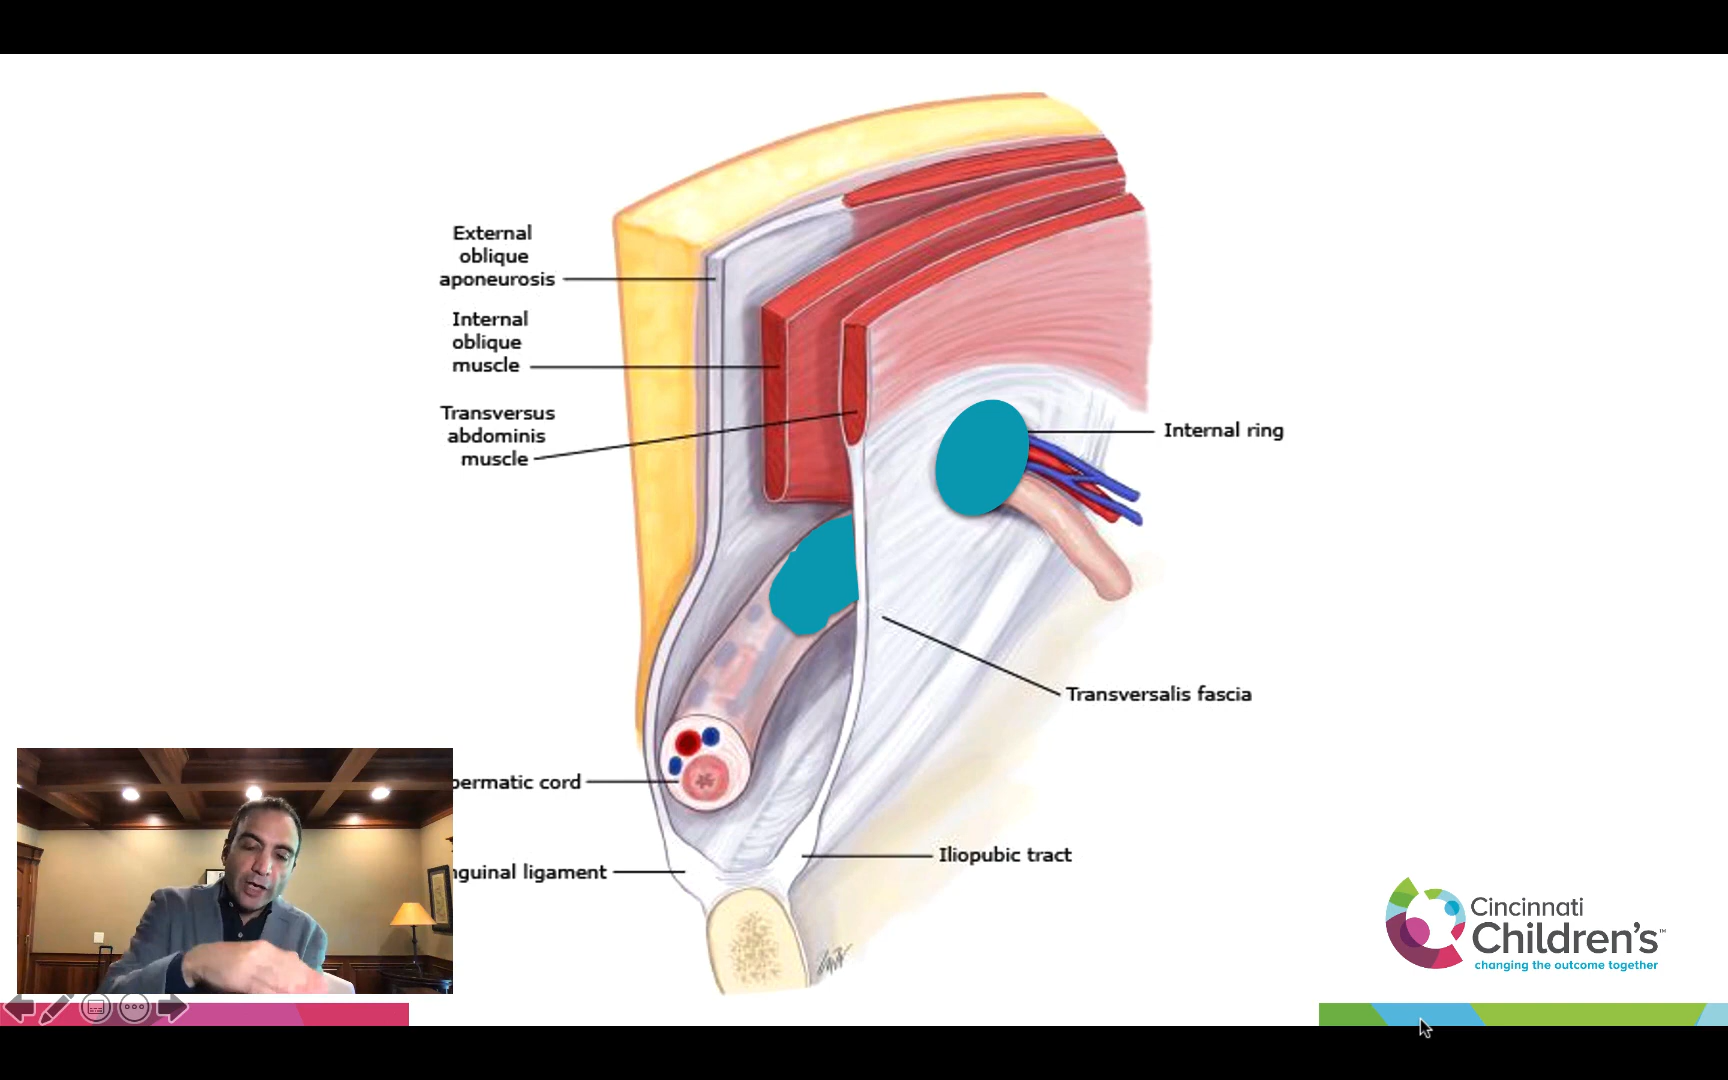 External
oblique
aponeurosis
Internal
oblique
muscle
Transversus
abdominis
muscle
Internal ring
Transversalis fascia
permatic cord
Iliopubic tract
nguinal ligament
Cincinnati
Children's™
changing the outcome together